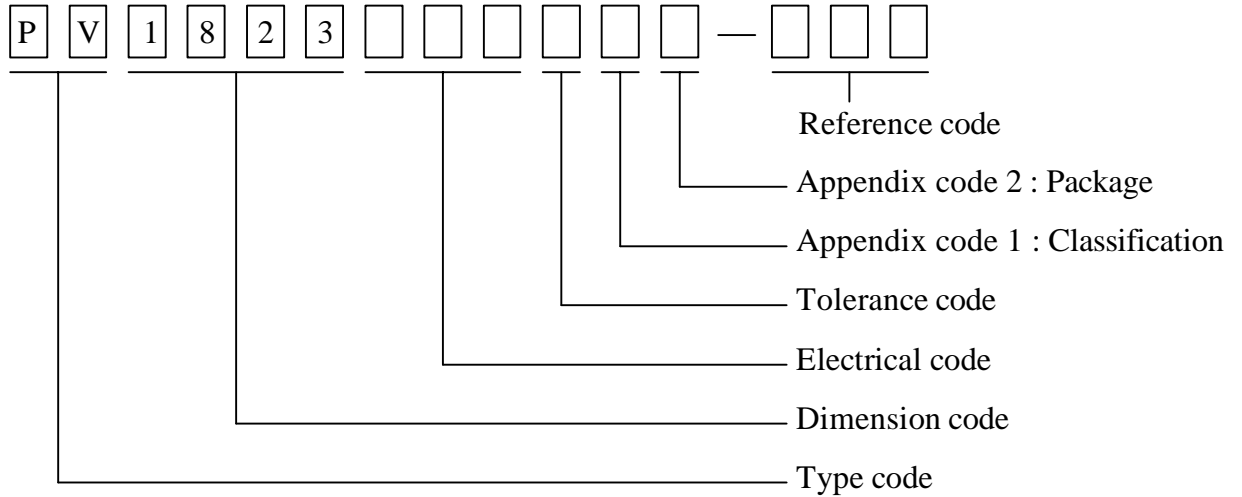 P V 1 8 2 3 —
Reference code
Appendix code 2 : Package
Appendix code 1 : Classification
Tolerance code
Electrical code
Dimension code
Type code